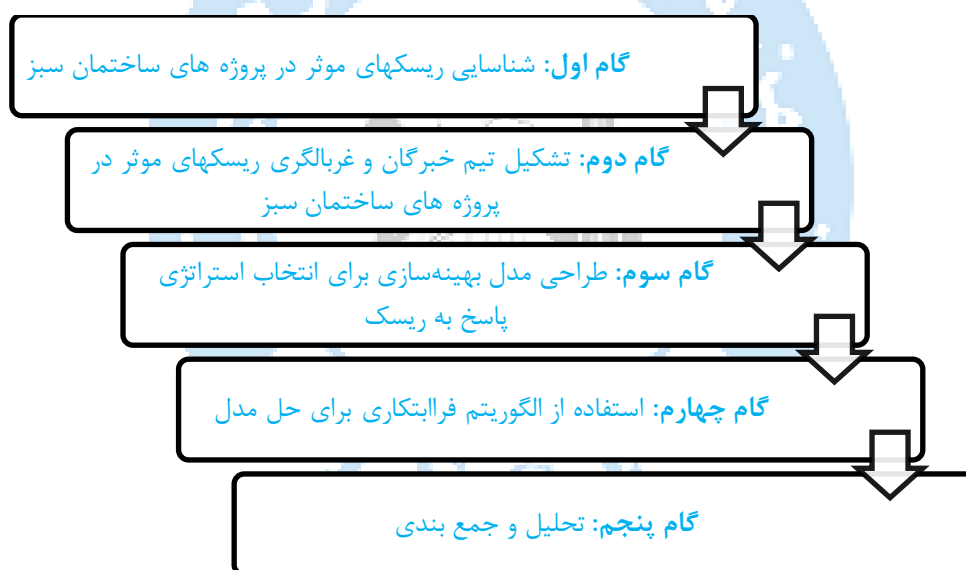 گام اول: شناسایی ریسکهای موثر در پروژه های ساختمان سبز
گام دوم: تشکیل تیم خبرگان و غربالگری ریسکهای موثر در
پروژه های ساختمان سبز
گام سوم: طراحی مدل بهینه‌سازی برای انتخاب استراتژی
پاسخ به ریسک
گام چهارم: استفاده از الگوریتم فراابتکاری برای حل مدل
گام پنجم: تحلیل و جمع بندی